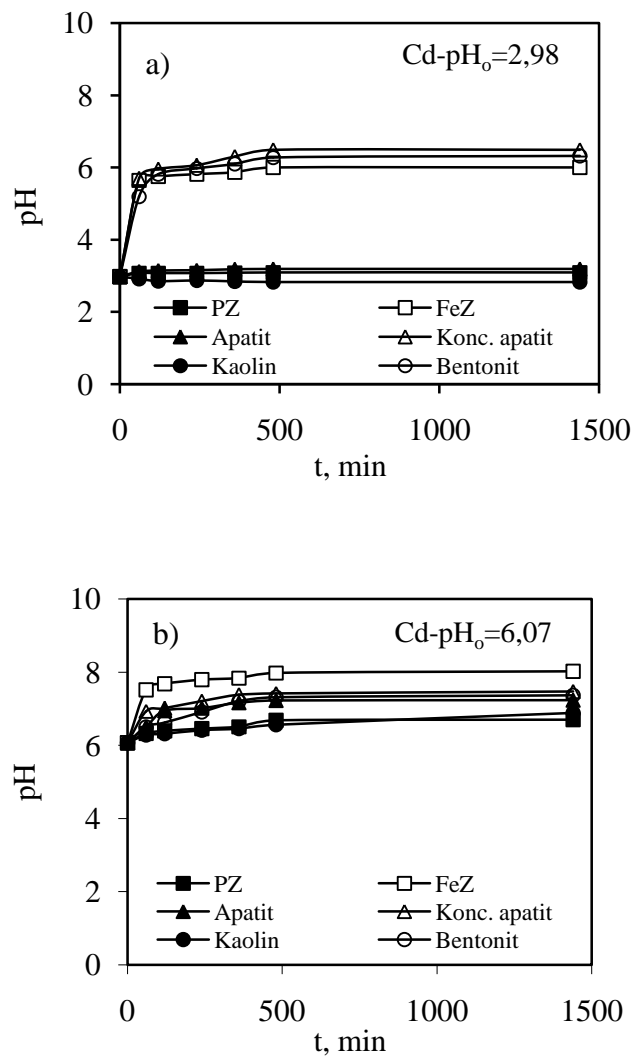 10
a) Cd-pHₒ=2,98
8
6
pH
4
2
PZ FeZ
Apatit Konc. apatit
Kaolin Bentonit
0
0 500 1000 1500
t, min
10
b) Cd-pHₒ=6,07
8
6
pH
4
2
PZ FeZ
Apatit Konc. apatit
Kaolin Bentonit
0
0 500 1000 1500
t, min